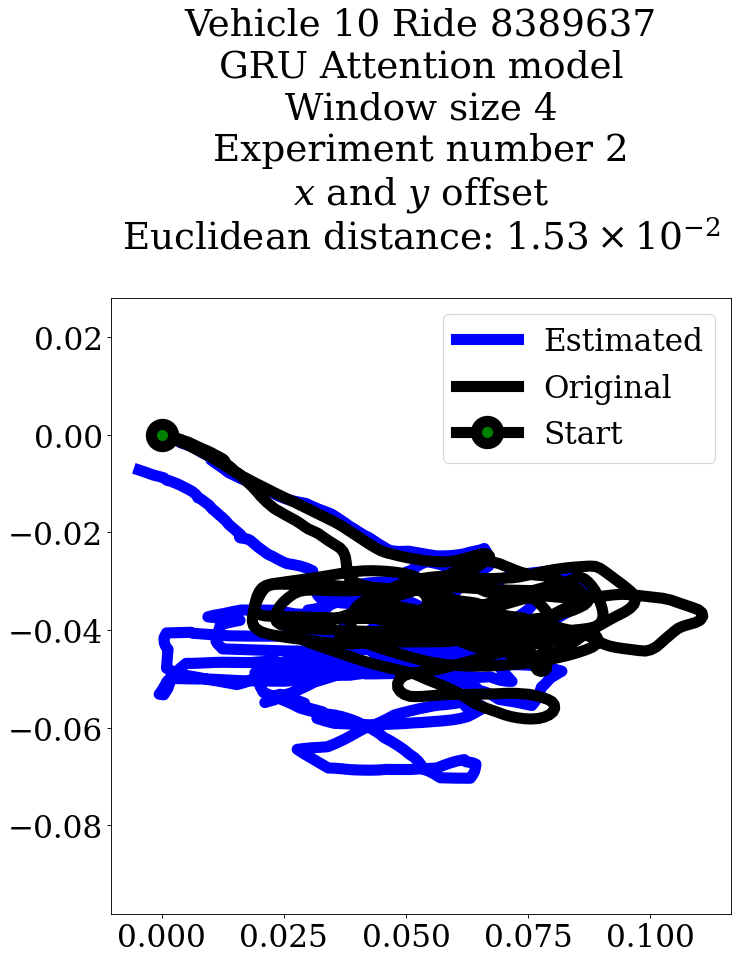 Vehicle 10 Ride 8389637
GRU Attention model
Window size 4
Experiment number 2
x and y offset
Euclidean distance: 1.53 × 10⁻²
Estimated
Original
Start
0.02
0.00
−0.02
−0.04
−0.06
−0.08
0.000 0.025 0.050 0.075 0.100